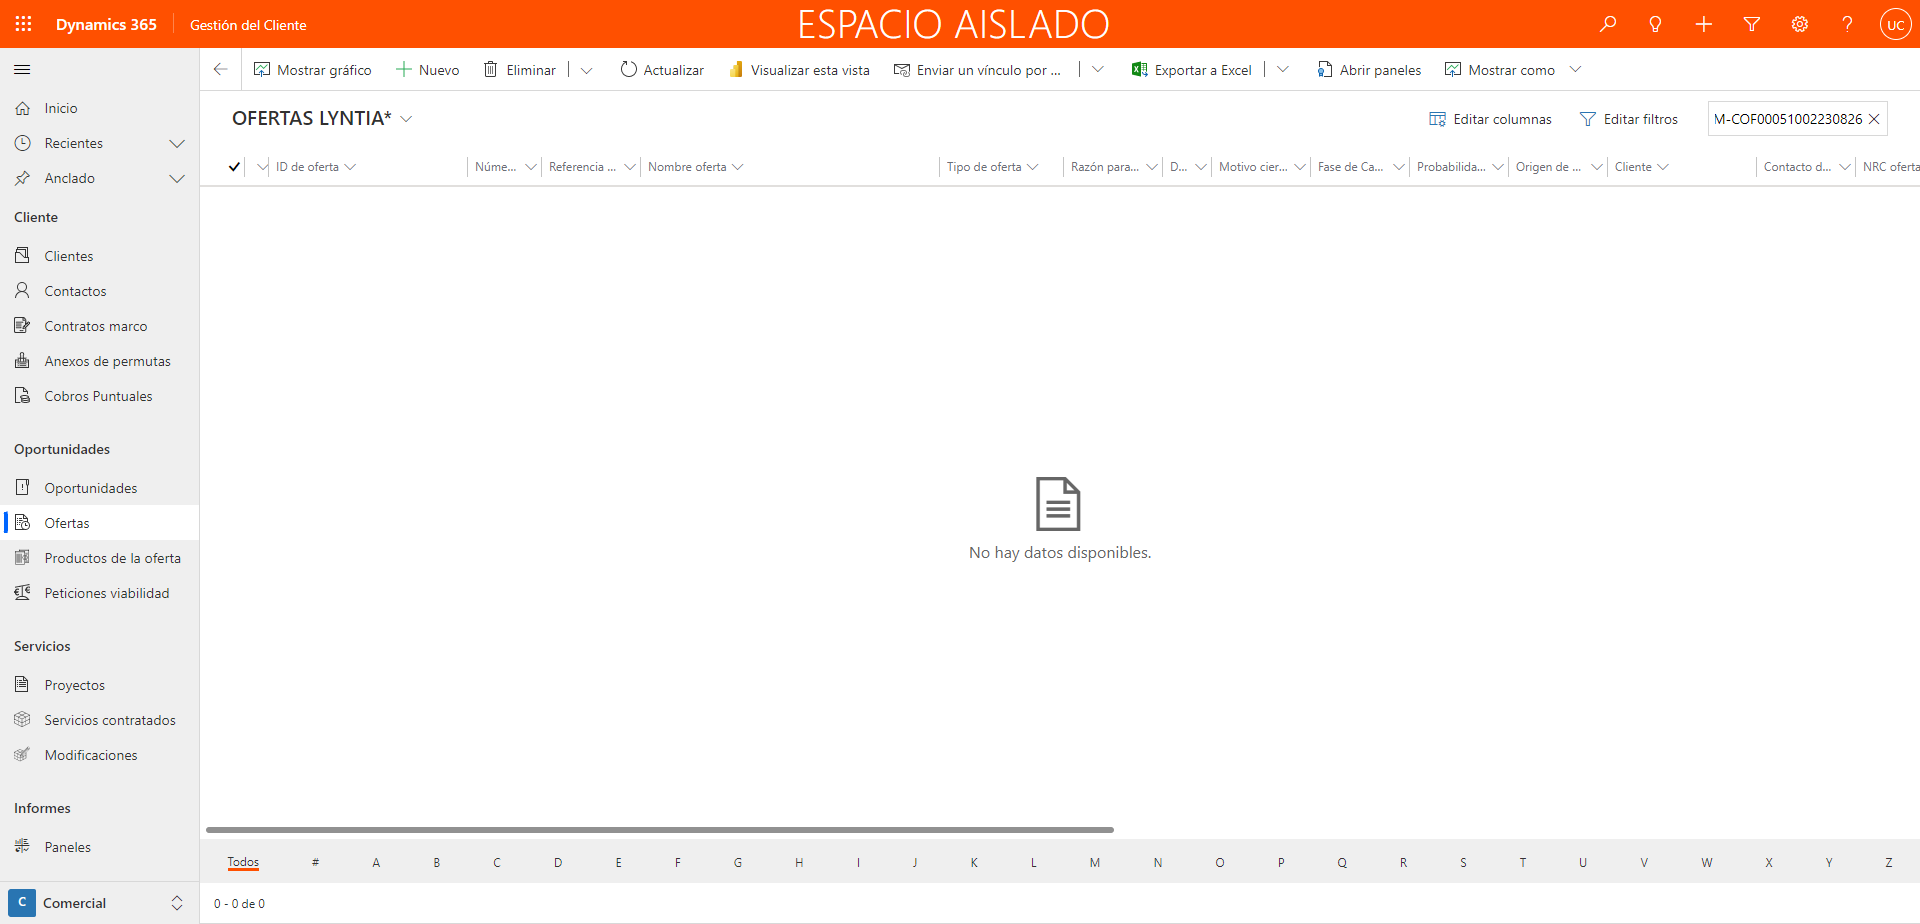 Dynamics 365
Gestión del Cliente
ESPACIO AISLADO
UC
Mostrar gráfico
Nuevo
Eliminar
Actualizar
Visualizar esta vista
Enviar un vínculo por ...
Exportar a Excel
Abrir paneles
Mostrar como
Inicio
Recientes
Anclado
Cliente
Clientes
Contactos
Contratos marco
Anexos de permutas
Cobros Puntuales
Oportunidades
Oportunidades
Ofertas
Productos de la oferta
Peticiones viabilidad
Servicios
Proyectos
Servicios contratados
Modificaciones
Informes
Paneles
C
Comercial
OFERTAS LYNTIA*
Editar columnas
Editar filtros
M-COF00051002230826
ID de oferta
Núme...
Referencia ...
Nombre oferta
Tipo de oferta
Razón para...
D...
Motivo cier...
Fase de Ca...
Probabilida...
Origen de ...
Cliente
Contacto d...
NRC oferta
No hay datos disponibles.
Todos # A B C D E F G H I J K L M N O P Q R S T U V W X Y Z
0 - 0 de 0